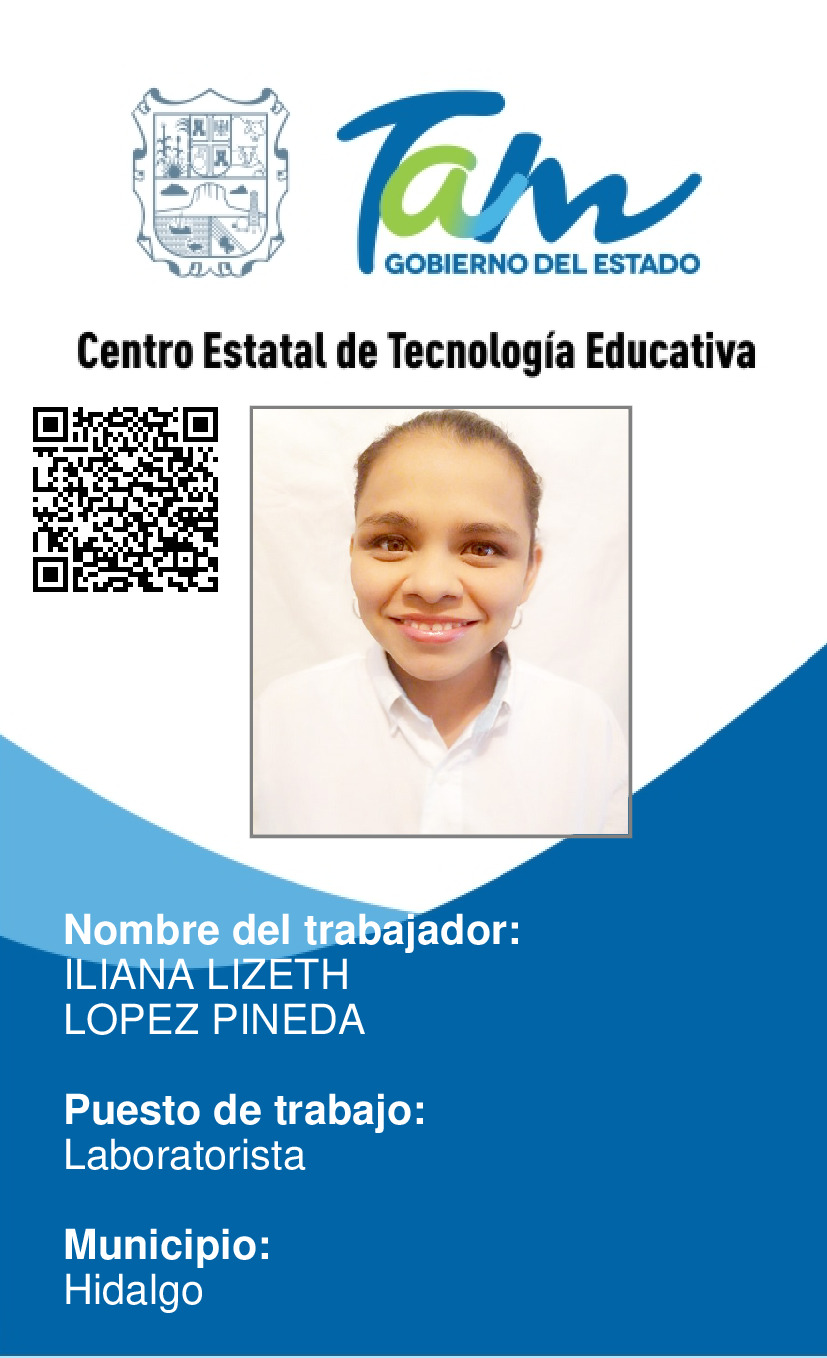 Tam
GOBIERNO DEL ESTADO
Centro Estatal de Tecnología Educativa
Nombre del trabajador:
ILIANA LIZETH
LOPEZ PINEDA
Puesto de trabajo:
Laboratorista
Municipio:
Hidalgo